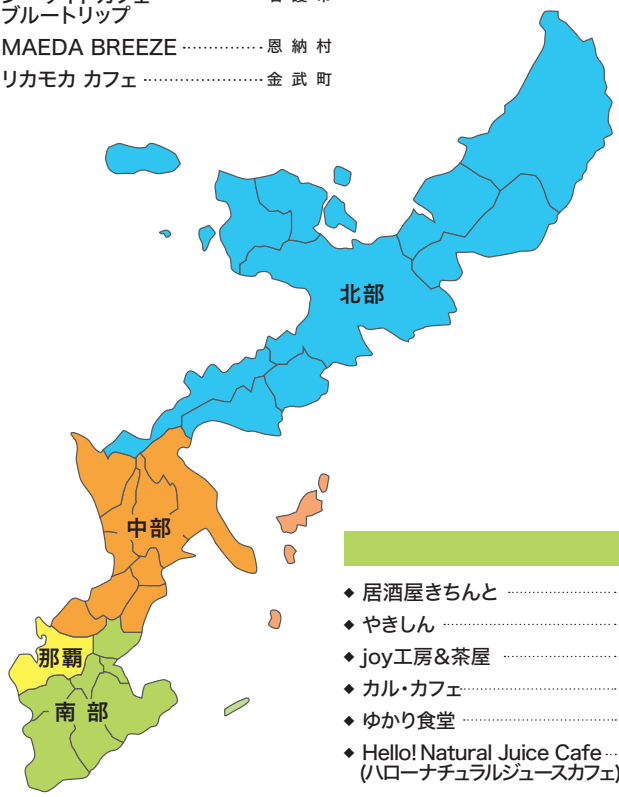 ブルートリップ
MAEDA BREEZE ………… 恩納村
リカモカ カフェ ………………… 金武町
北部
中部
那覇
南部
◆ 居酒屋きちんと ………………
◆ やきしん …………………………
◆ joy工房&茶屋 ………………
◆ カル・カフェ………………………
◆ ゆかり食堂 ……………………
◆ Hello! Natural Juice Cafe…
(ハローナチュラルジュースカフェ)